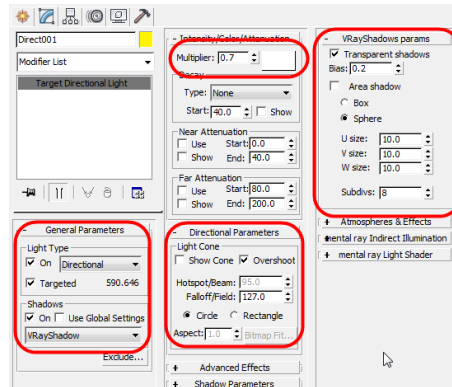 Direct001
Modifier List
Target Directional Light
- General Parameters
Light Type
On Directional
Targeted 590.646
Shadows
On Use Global Settings
VRayShadow
Exclude...
- Intensity/Color/Attenuation
Multiplier: 0.7
Decay
Type: None
Start: 40.0 Show
Near Attenuation
Use Start: 0.0
Show End: 40.0
Far Attenuation
Use Start: 80.0
Show End: 200.0
- Directional Parameters
Light Cone
Show Cone Overshoot
Hotspot/Beam: 95.0
Falloff/Field: 127.0
Circle Rectangle
Aspect: 1.0 Bitmap Fit...
+ Advanced Effects
+ Shadow Parameters
- VRayShadows params
Transparent shadows
Bias: 0.2
Area shadow
Box
Sphere
U size: 10.0
V size: 10.0
W size: 10.0
Subdivs: 8
+ Atmospheres & Effects
+ mental ray Indirect Illumination
+ mental ray Light Shader